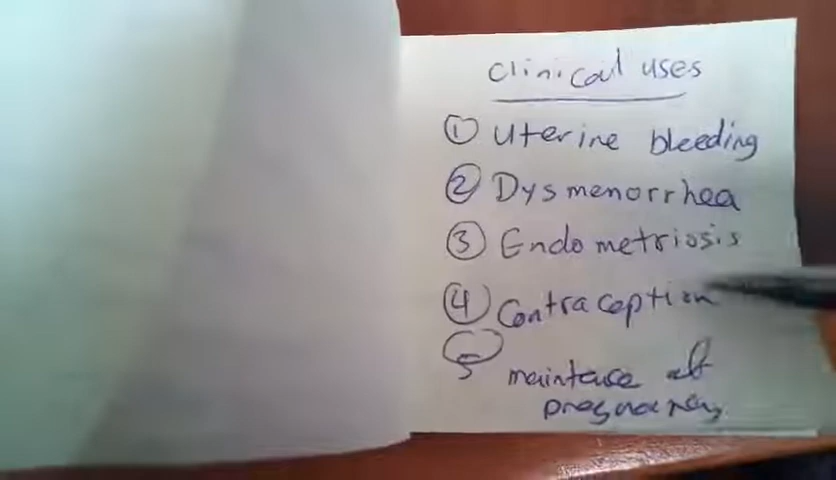 clinical uses
① Uterine bleeding
② Dysmenorrhea
③ Endometriosis
④ Contraception
5 maintence of
pregnancy